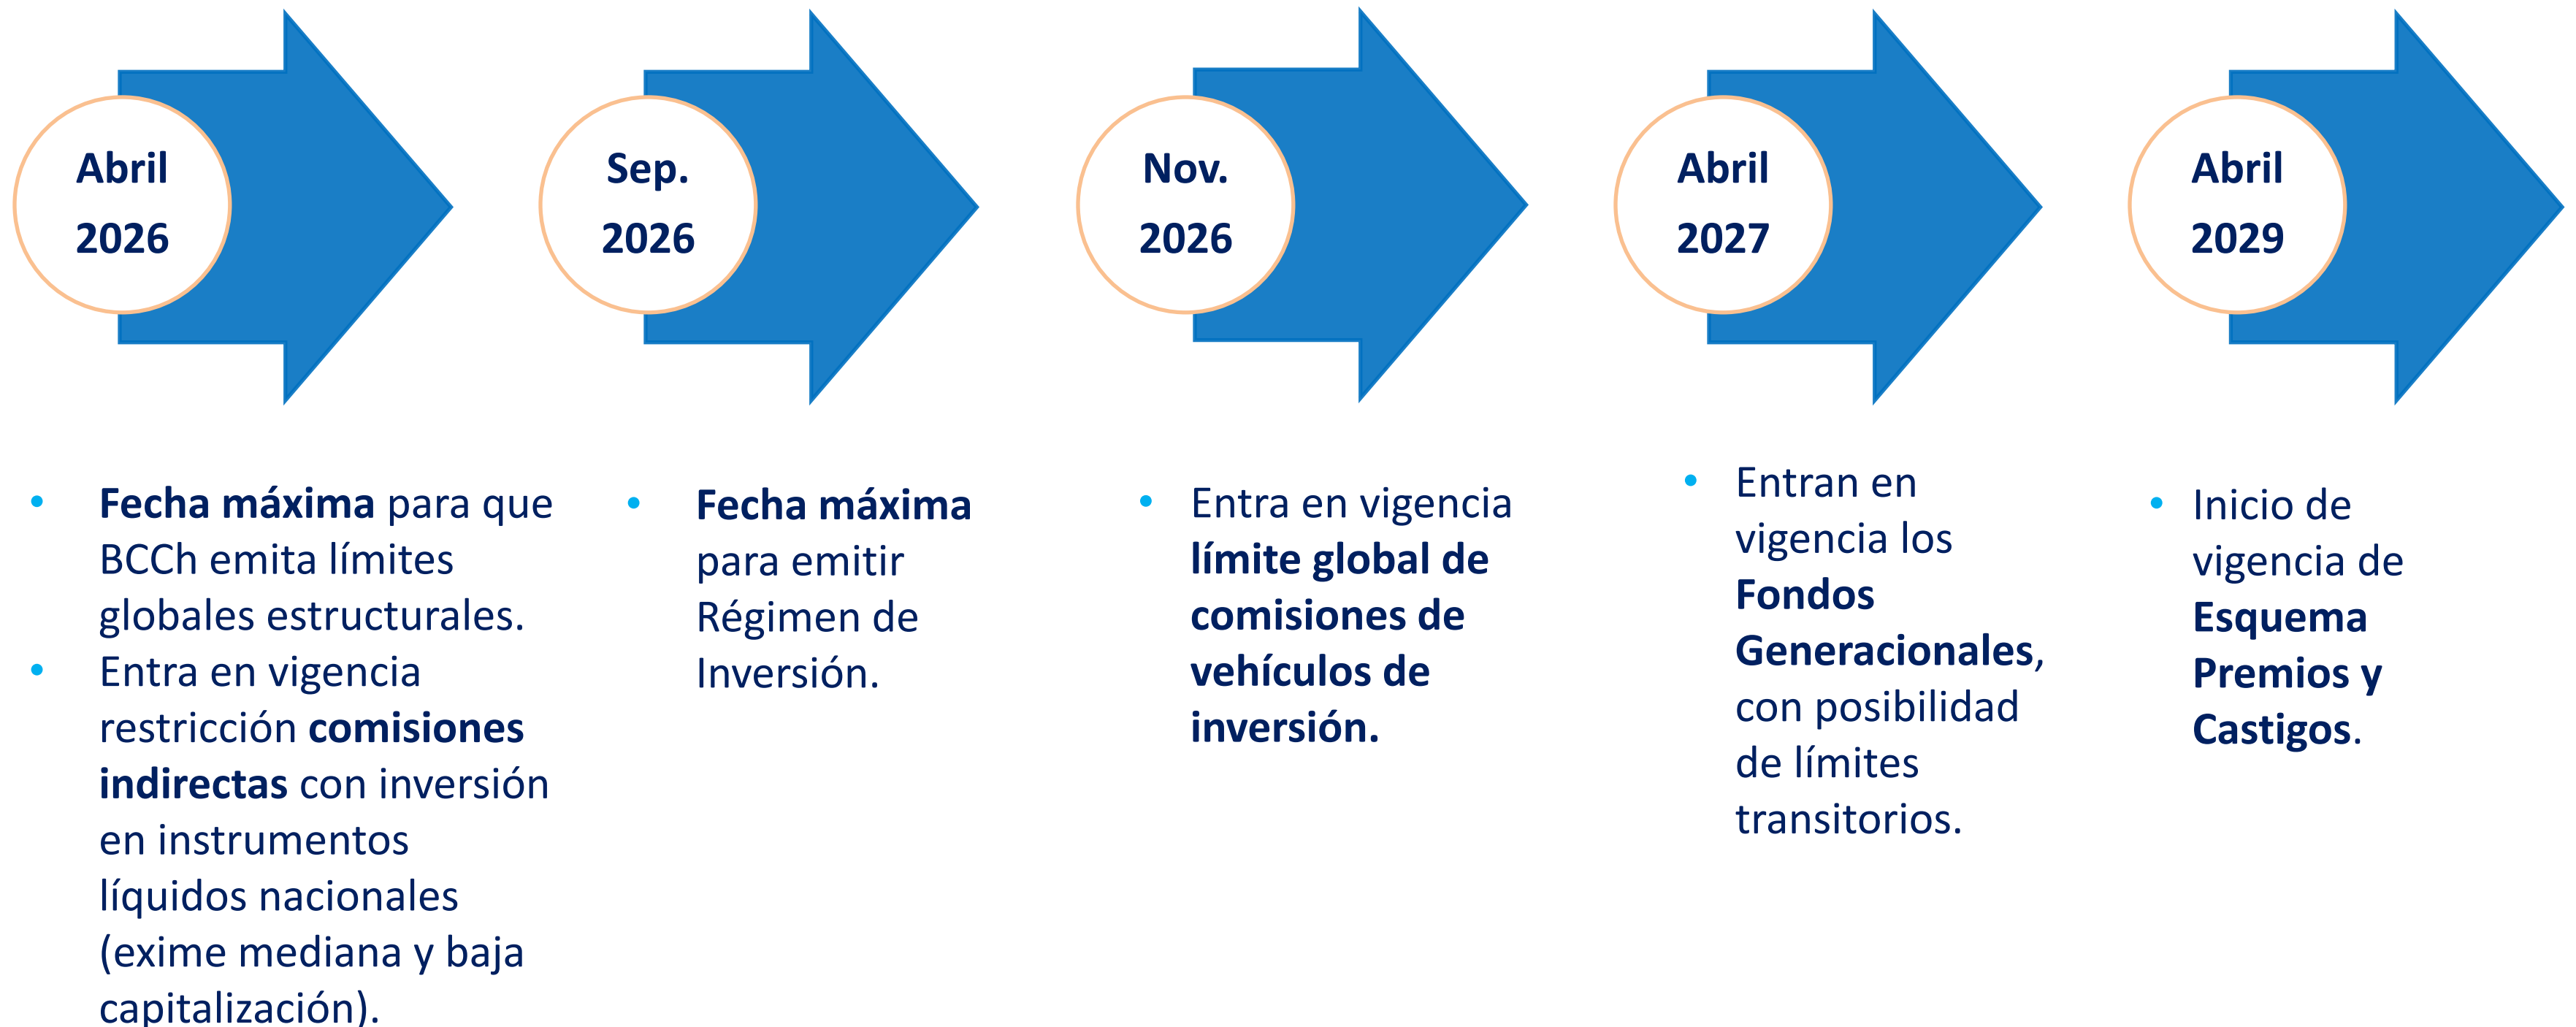 Abril
2026
Sep.
2026
Nov.
2026
Abril
2027
Abril
2029
• Fecha máxima para que
BCCh emita límites
globales estructurales.
• Entra en vigencia
restricción comisiones
indirectas con inversión
en instrumentos
líquidos nacionales
(exime mediana y baja
capitalización).
• Fecha máxima
para emitir
Régimen de
Inversión.
• Entra en vigencia
límite global de
comisiones de
vehículos de
inversión.
• Entran en
vigencia los
Fondos
Generacionales,
con posibilidad
de límites
transitorios.
• Inicio de
vigencia de
Esquema
Premios y
Castigos.